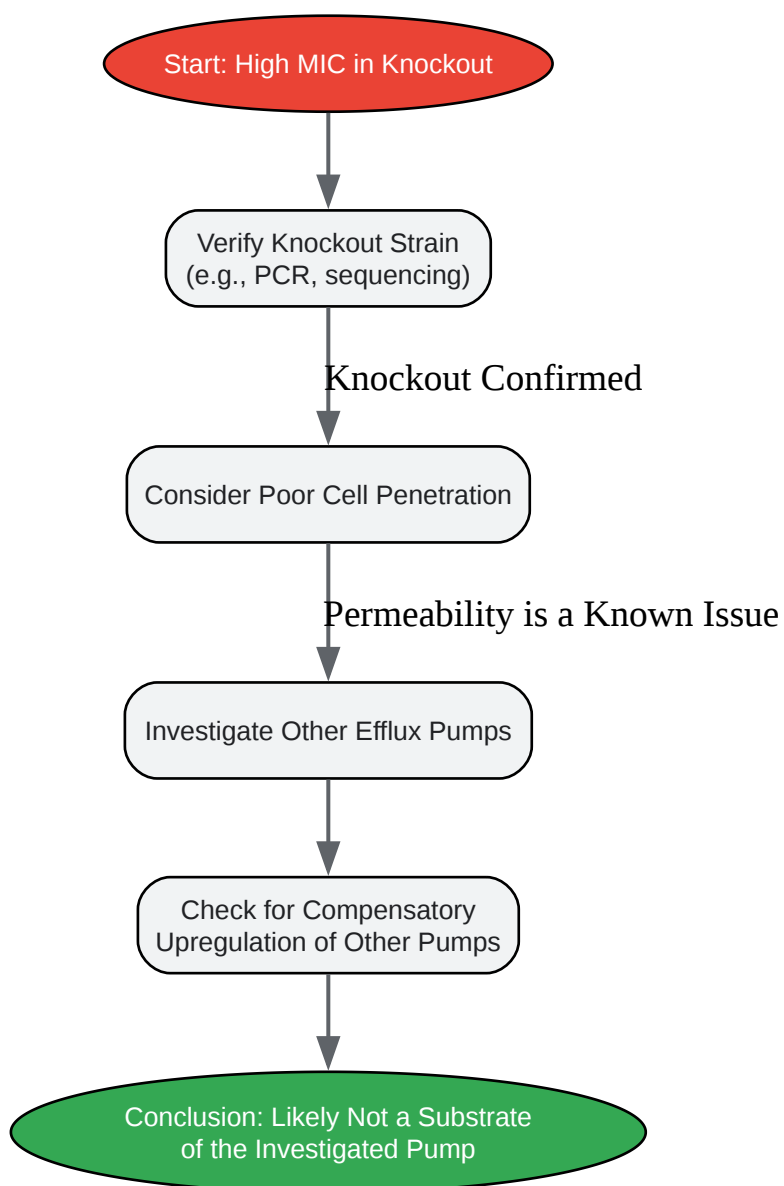 Start: High MIC in Knockout
Verify Knockout Strain
(e.g., PCR, sequencing)
Knockout Confirmed
Consider Poor Cell Penetration
Permeability is a Known Issue
Investigate Other Efflux Pumps
Check for Compensatory
Upregulation of Other Pumps
Conclusion: Likely Not a Substrate
of the Investigated Pump